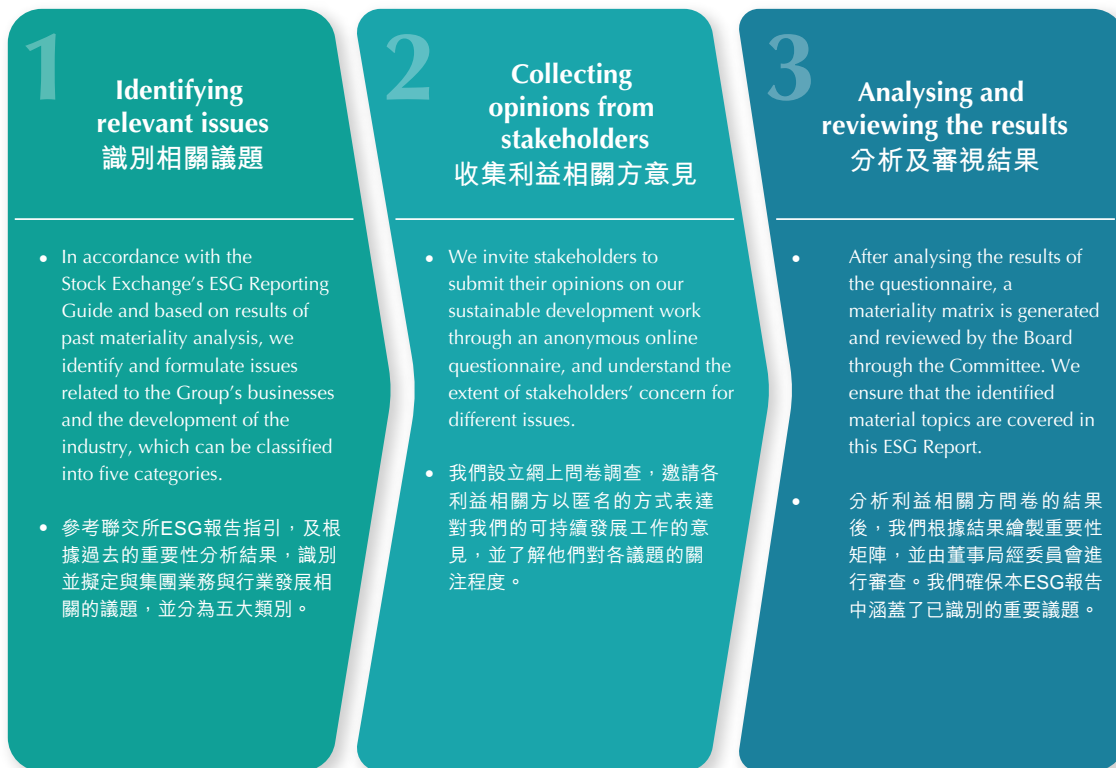 1
Identifying
relevant issues
識別相關議題
• In accordance with the
Stock Exchange's ESG Reporting
Guide and based on results of
past materiality analysis, we
identify and formulate issues
related to the Group's businesses
and the development of the
industry, which can be classified
into five categories.
• 參考聯交所ESG報告指引，及根
據過去的重要性分析結果，識別
並擬定與集團業務與行業發展相
關的議題，並分為五大類別。
2
Collecting
opinions from
stakeholders
收集利益相關方意見
• We invite stakeholders to
submit their opinions on our
sustainable development work
through an anonymous online
questionnaire, and understand the
extent of stakeholders' concern for
different issues.
• 我們設立網上問卷調查，邀請各
利益相關方以匿名的方式表達
對我們的可持續發展工作的意
見，並了解他們對各議題的關
注程度。
3
Analysing and
reviewing the results
分析及審視結果
• After analysing the results of
the questionnaire, a
materiality matrix is generated
and reviewed by the Board
through the Committee. We
ensure that the identified
material topics are covered in
this ESG Report.
• 分析利益相關方問卷的結果
後，我們根據結果繪製重要性
矩陣，並由董事局經委員會進
行審查。我們確保本ESG報告
中涵蓋了已識別的重要議題。